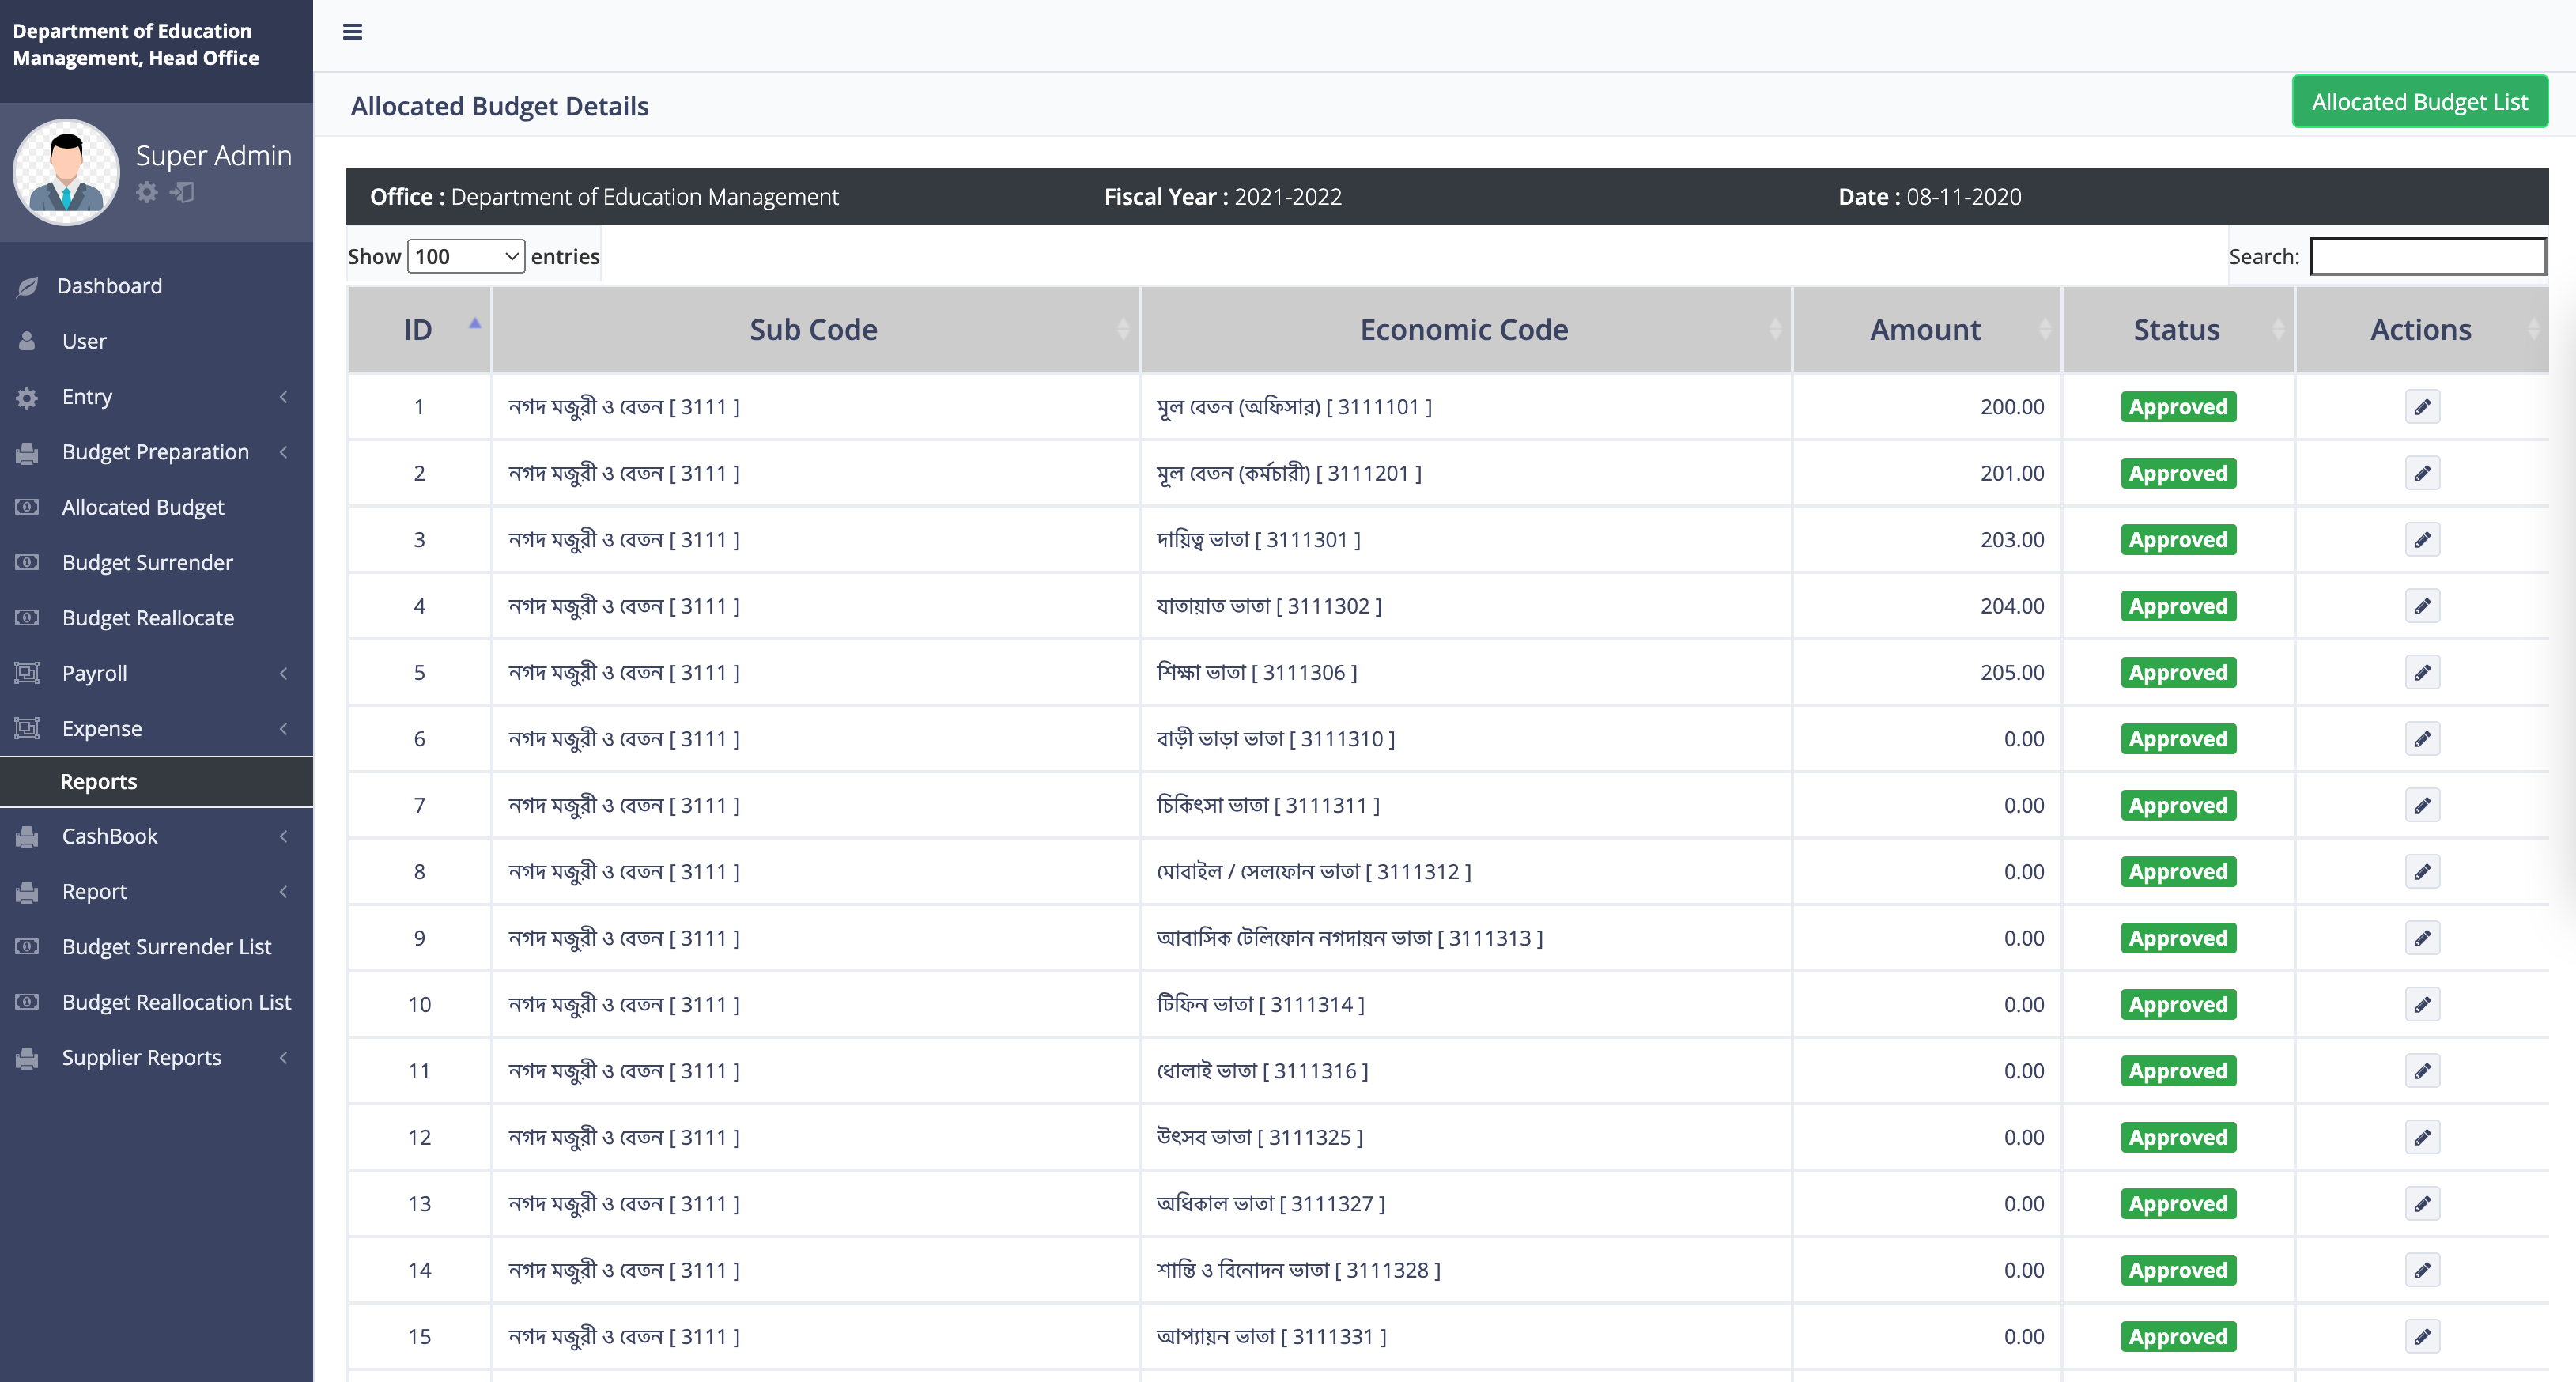 Department of Education
Management, Head Office
Super Admin
Dashboard
User
Entry
Budget Preparation
Allocated Budget
Budget Surrender
Budget Reallocate
Payroll
Expense
Reports
CashBook
Report
Budget Surrender List
Budget Reallocation List
Supplier Reports
Allocated Budget Details
Allocated Budget List
Office : Department of Education Management Fiscal Year : 2021-2022 Date : 08-11-2020
Show 100 entries Search:
ID Sub Code Economic Code Amount Status Actions
1 নগদ মজুরী ও বেতন [ 3111 ] মূল বেতন (অফিসার) [ 3111101 ] 200.00 Approved
2 নগদ মজুরী ও বেতন [ 3111 ] মূল বেতন (কর্মচারী) [ 3111201 ] 201.00 Approved
3 নগদ মজুরী ও বেতন [ 3111 ] দায়িত্ব ভাতা [ 3111301 ] 203.00 Approved
4 নগদ মজুরী ও বেতন [ 3111 ] যাতায়াত ভাতা [ 3111302 ] 204.00 Approved
5 নগদ মজুরী ও বেতন [ 3111 ] শিক্ষা ভাতা [ 3111306 ] 205.00 Approved
6 নগদ মজুরী ও বেতন [ 3111 ] বাড়ী ভাড়া ভাতা [ 3111310 ] 0.00 Approved
7 নগদ মজুরী ও বেতন [ 3111 ] চিকিৎসা ভাতা [ 3111311 ] 0.00 Approved
8 নগদ মজুরী ও বেতন [ 3111 ] মোবাইল / সেলফোন ভাতা [ 3111312 ] 0.00 Approved
9 নগদ মজুরী ও বেতন [ 3111 ] আবাসিক টেলিফোন নগদায়ন ভাতা [ 3111313 ] 0.00 Approved
10 নগদ মজুরী ও বেতন [ 3111 ] টিফিন ভাতা [ 3111314 ] 0.00 Approved
11 নগদ মজুরী ও বেতন [ 3111 ] ধোলাই ভাতা [ 3111316 ] 0.00 Approved
12 নগদ মজুরী ও বেতন [ 3111 ] উৎসব ভাতা [ 3111325 ] 0.00 Approved
13 নগদ মজুরী ও বেতন [ 3111 ] অধিকাল ভাতা [ 3111327 ] 0.00 Approved
14 নগদ মজুরী ও বেতন [ 3111 ] শান্তি ও বিনোদন ভাতা [ 3111328 ] 0.00 Approved
15 নগদ মজুরী ও বেতন [ 3111 ] আপ্যায়ন ভাতা [ 3111331 ] 0.00 Approved